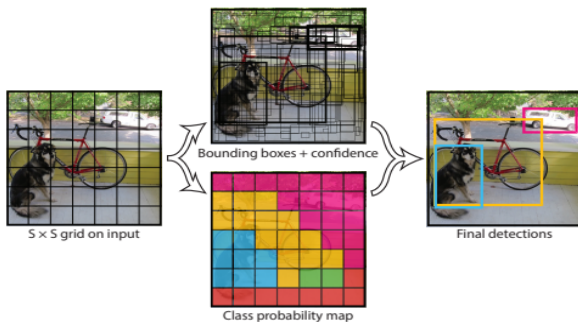 S × S grid on input
Bounding boxes + confidence
Class probability map
Final detections